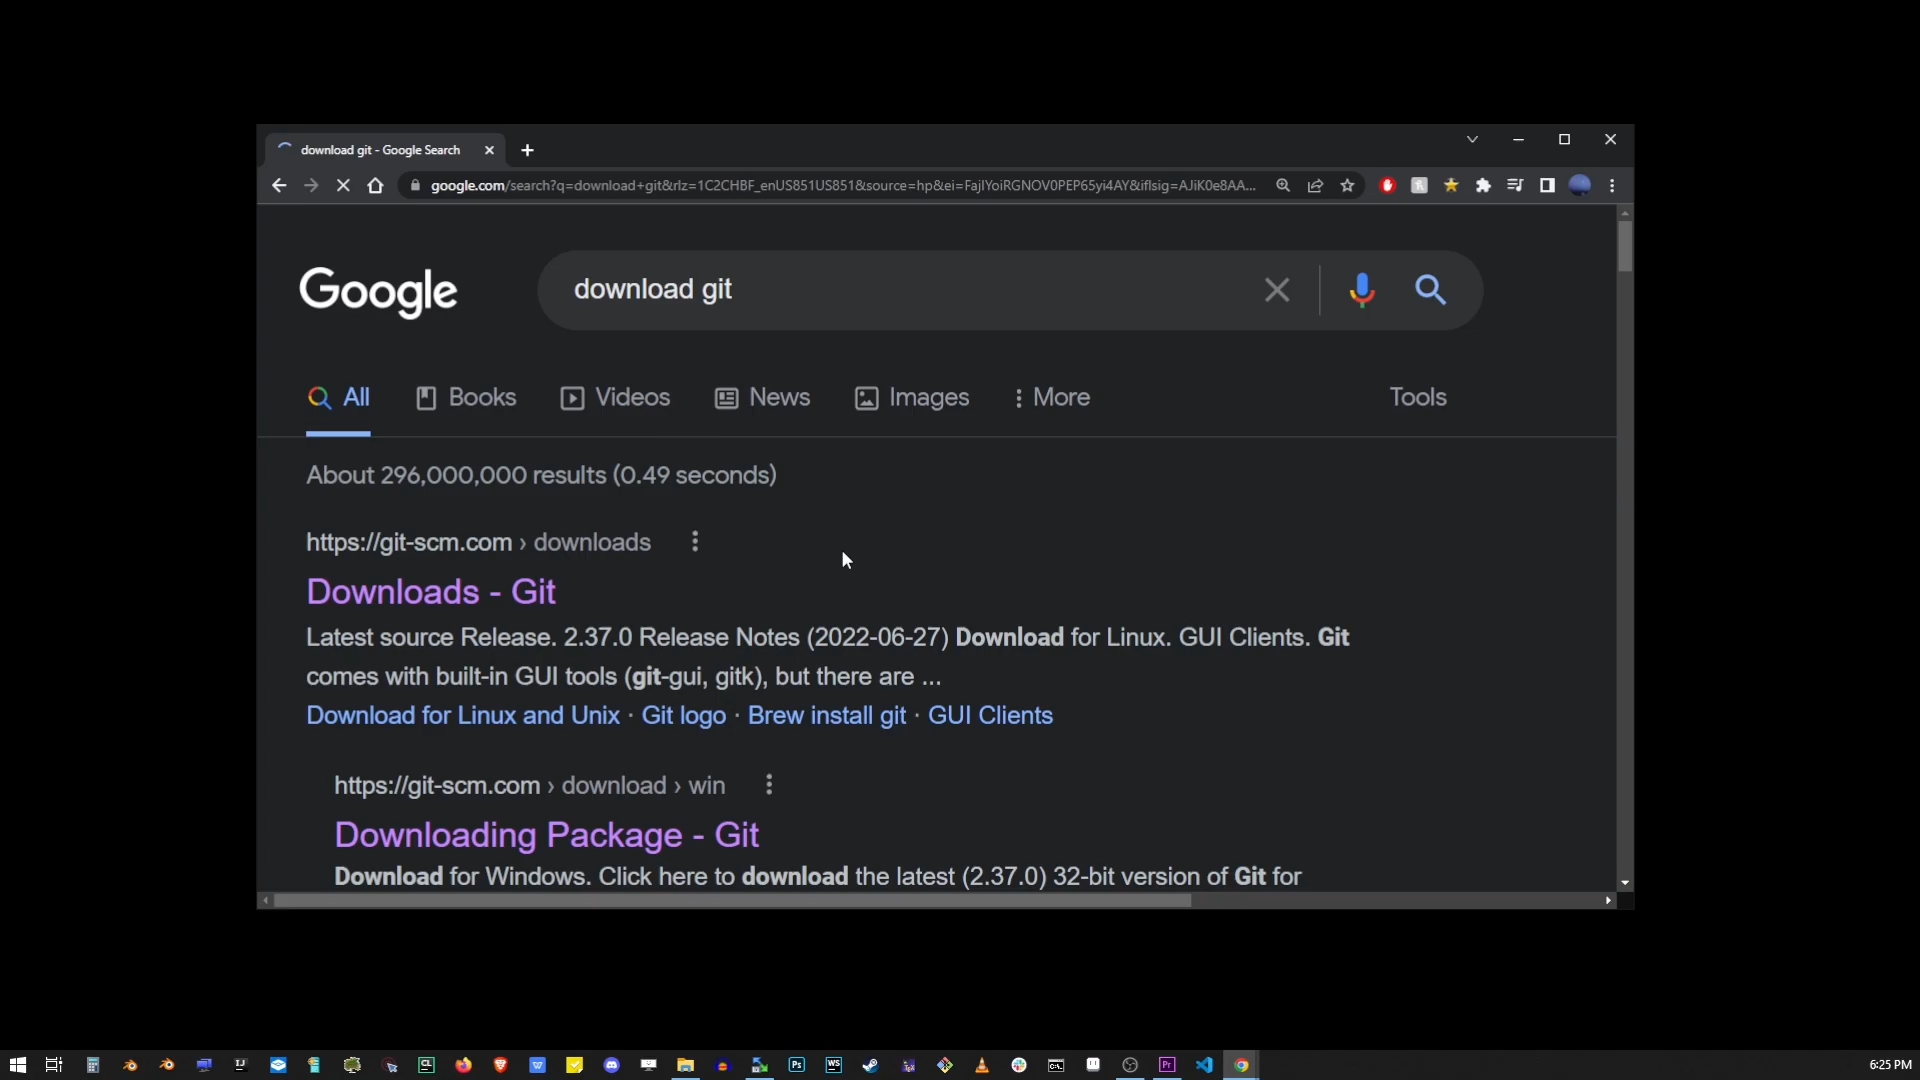 download git - Google Search
google.com/search?q=download+git&rlz=1C2CHBF_enUS851US851&source=hp&ei=FajlYoiRGNOV0PEP65yi4AY&iflsig=AJiK0e8AA...
Google
download git
All Books Videos News Images More Tools
About 296,000,000 results (0.49 seconds)
https://git-scm.com › downloads
Downloads - Git
Latest source Release. 2.37.0 Release Notes (2022-06-27) Download for Linux. GUI Clients. Git
comes with built-in GUI tools (git-gui, gitk), but there are ...
Download for Linux and Unix · Git logo · Brew install git · GUI Clients
https://git-scm.com › download › win
Downloading Package - Git
Download for Windows. Click here to download the latest (2.37.0) 32-bit version of Git for
IJ CL Ps WS Pr
6:25 PM